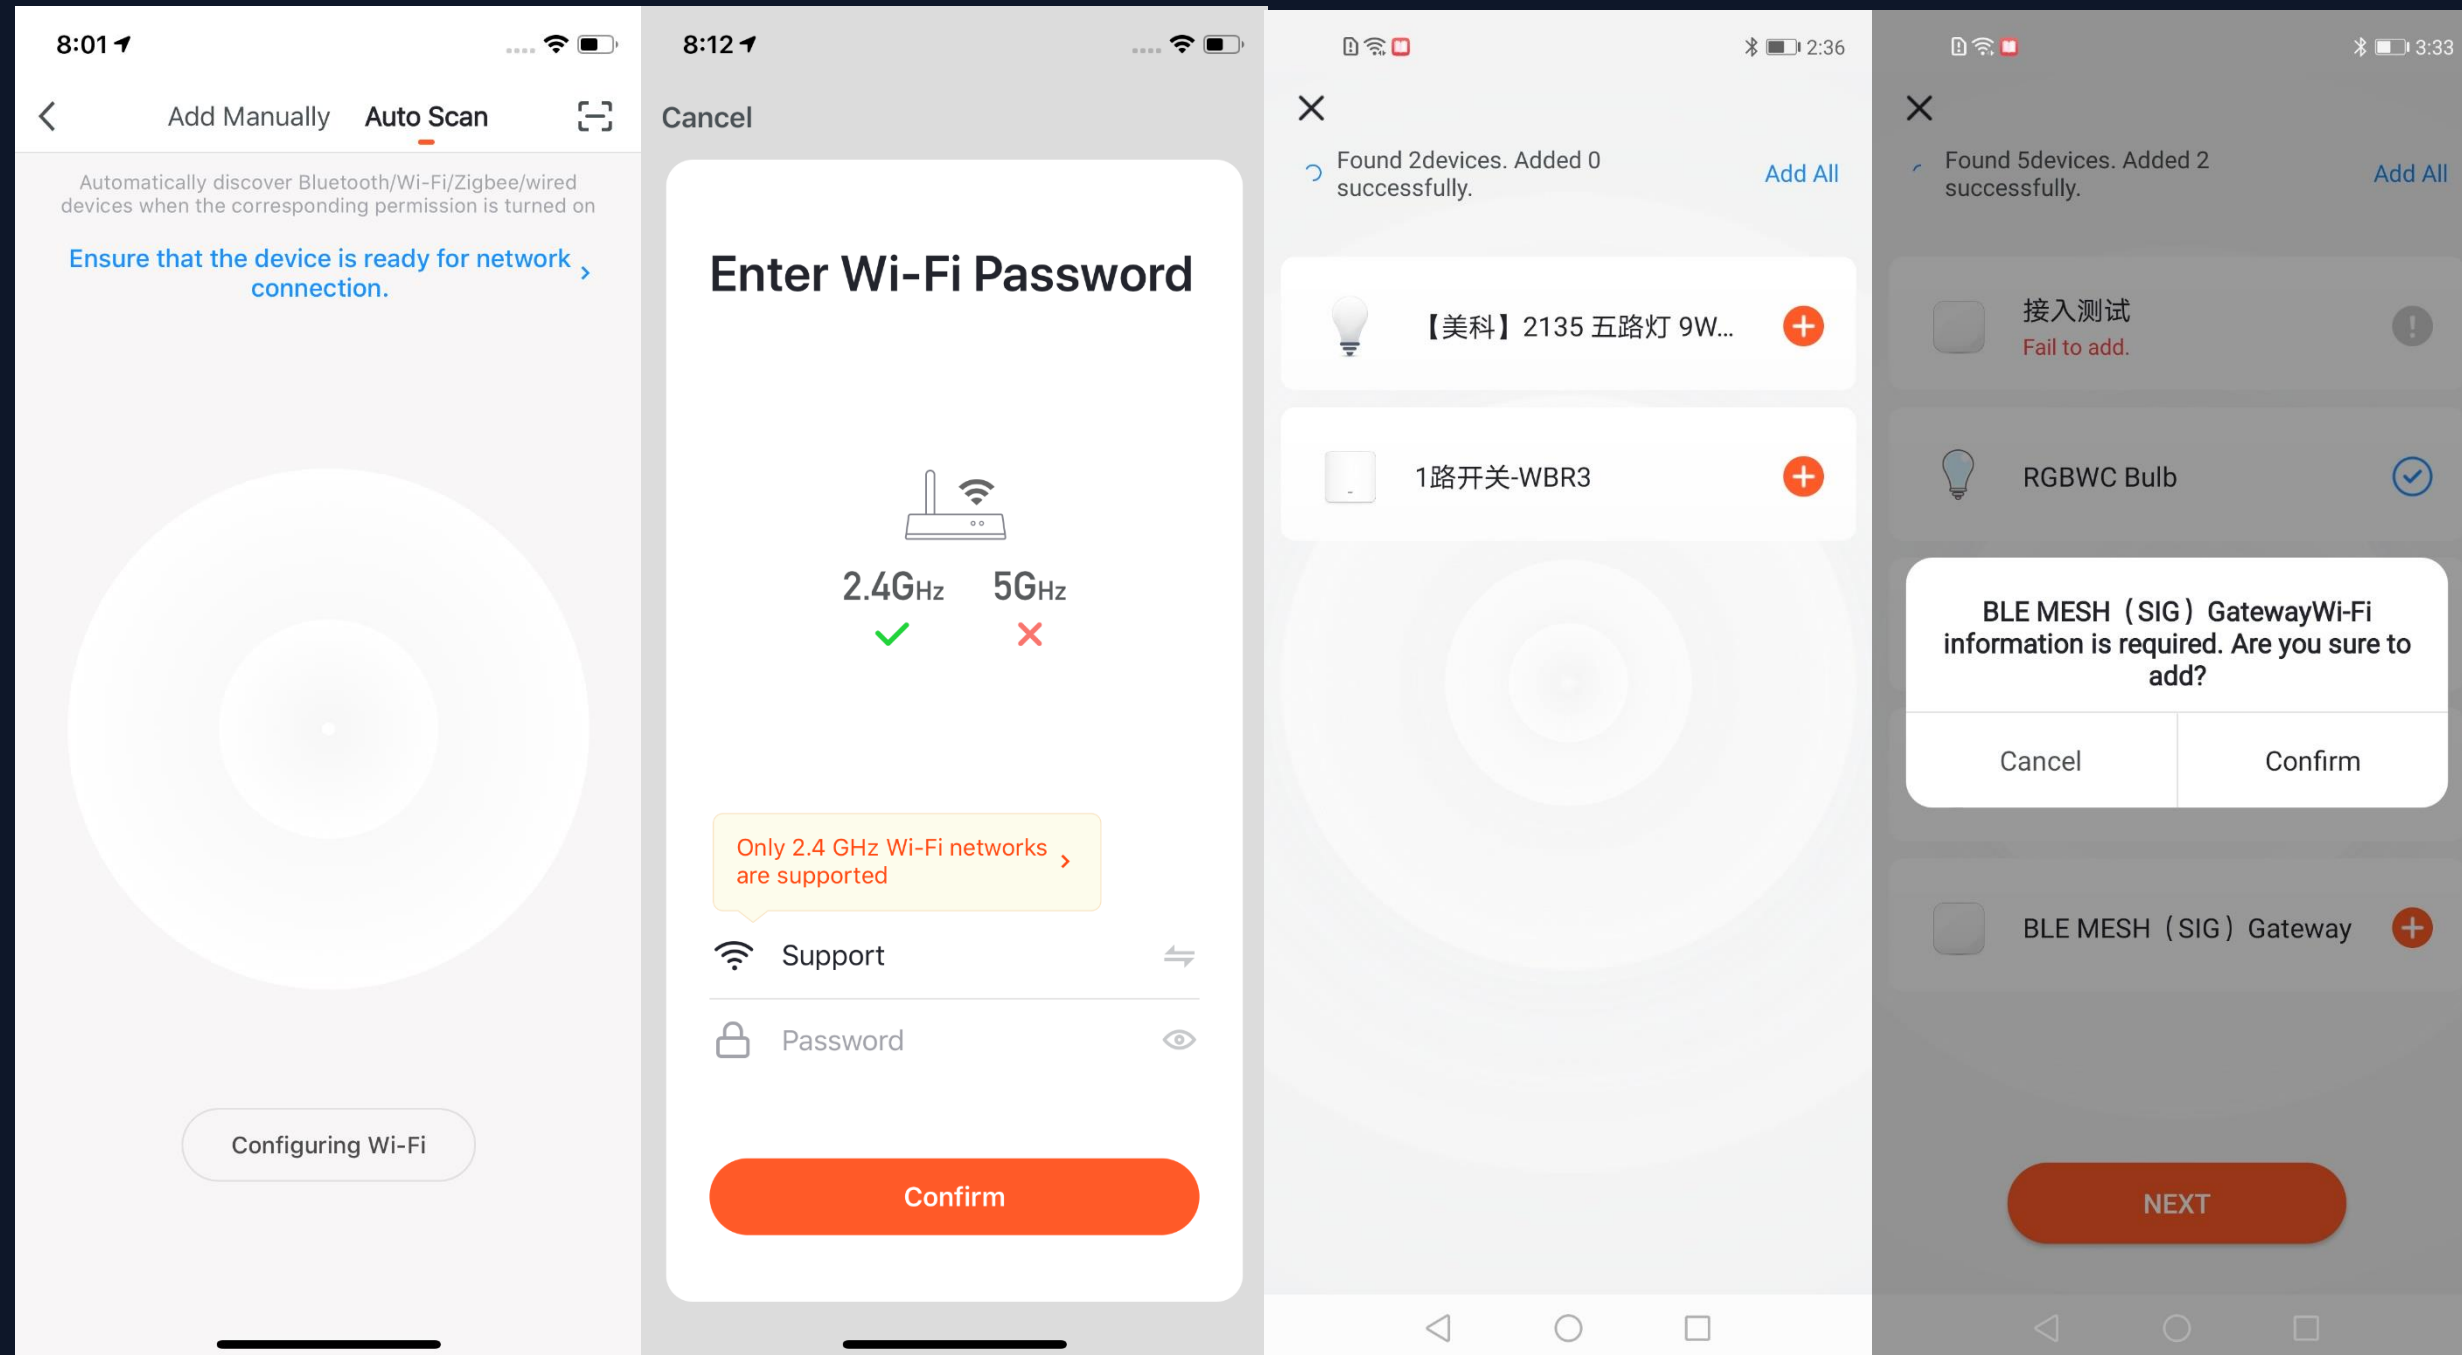 8:01
Add Manually Auto Scan
Automatically discover Bluetooth/Wi-Fi/Zigbee/wired
devices when the corresponding permission is turned on
Ensure that the device is ready for network
connection.
Configuring Wi-Fi
8:12
Cancel
Enter Wi-Fi Password
2.4GHz 5GHz
Only 2.4 GHz Wi-Fi networks
are supported
Support
Password
Confirm
2:36
Found 2devices. Added 0
successfully.
Add All
【美科】2135 五路灯 9W...
1路开关-WBR3
3:33
Found 5devices. Added 2
successfully.
Add All
接入测试
Fail to add.
RGBWC Bulb
BLE MESH（SIG）GatewayWi-Fi
information is required. Are you sure to
add?
Cancel Confirm
BLE MESH（SIG）Gateway
NEXT